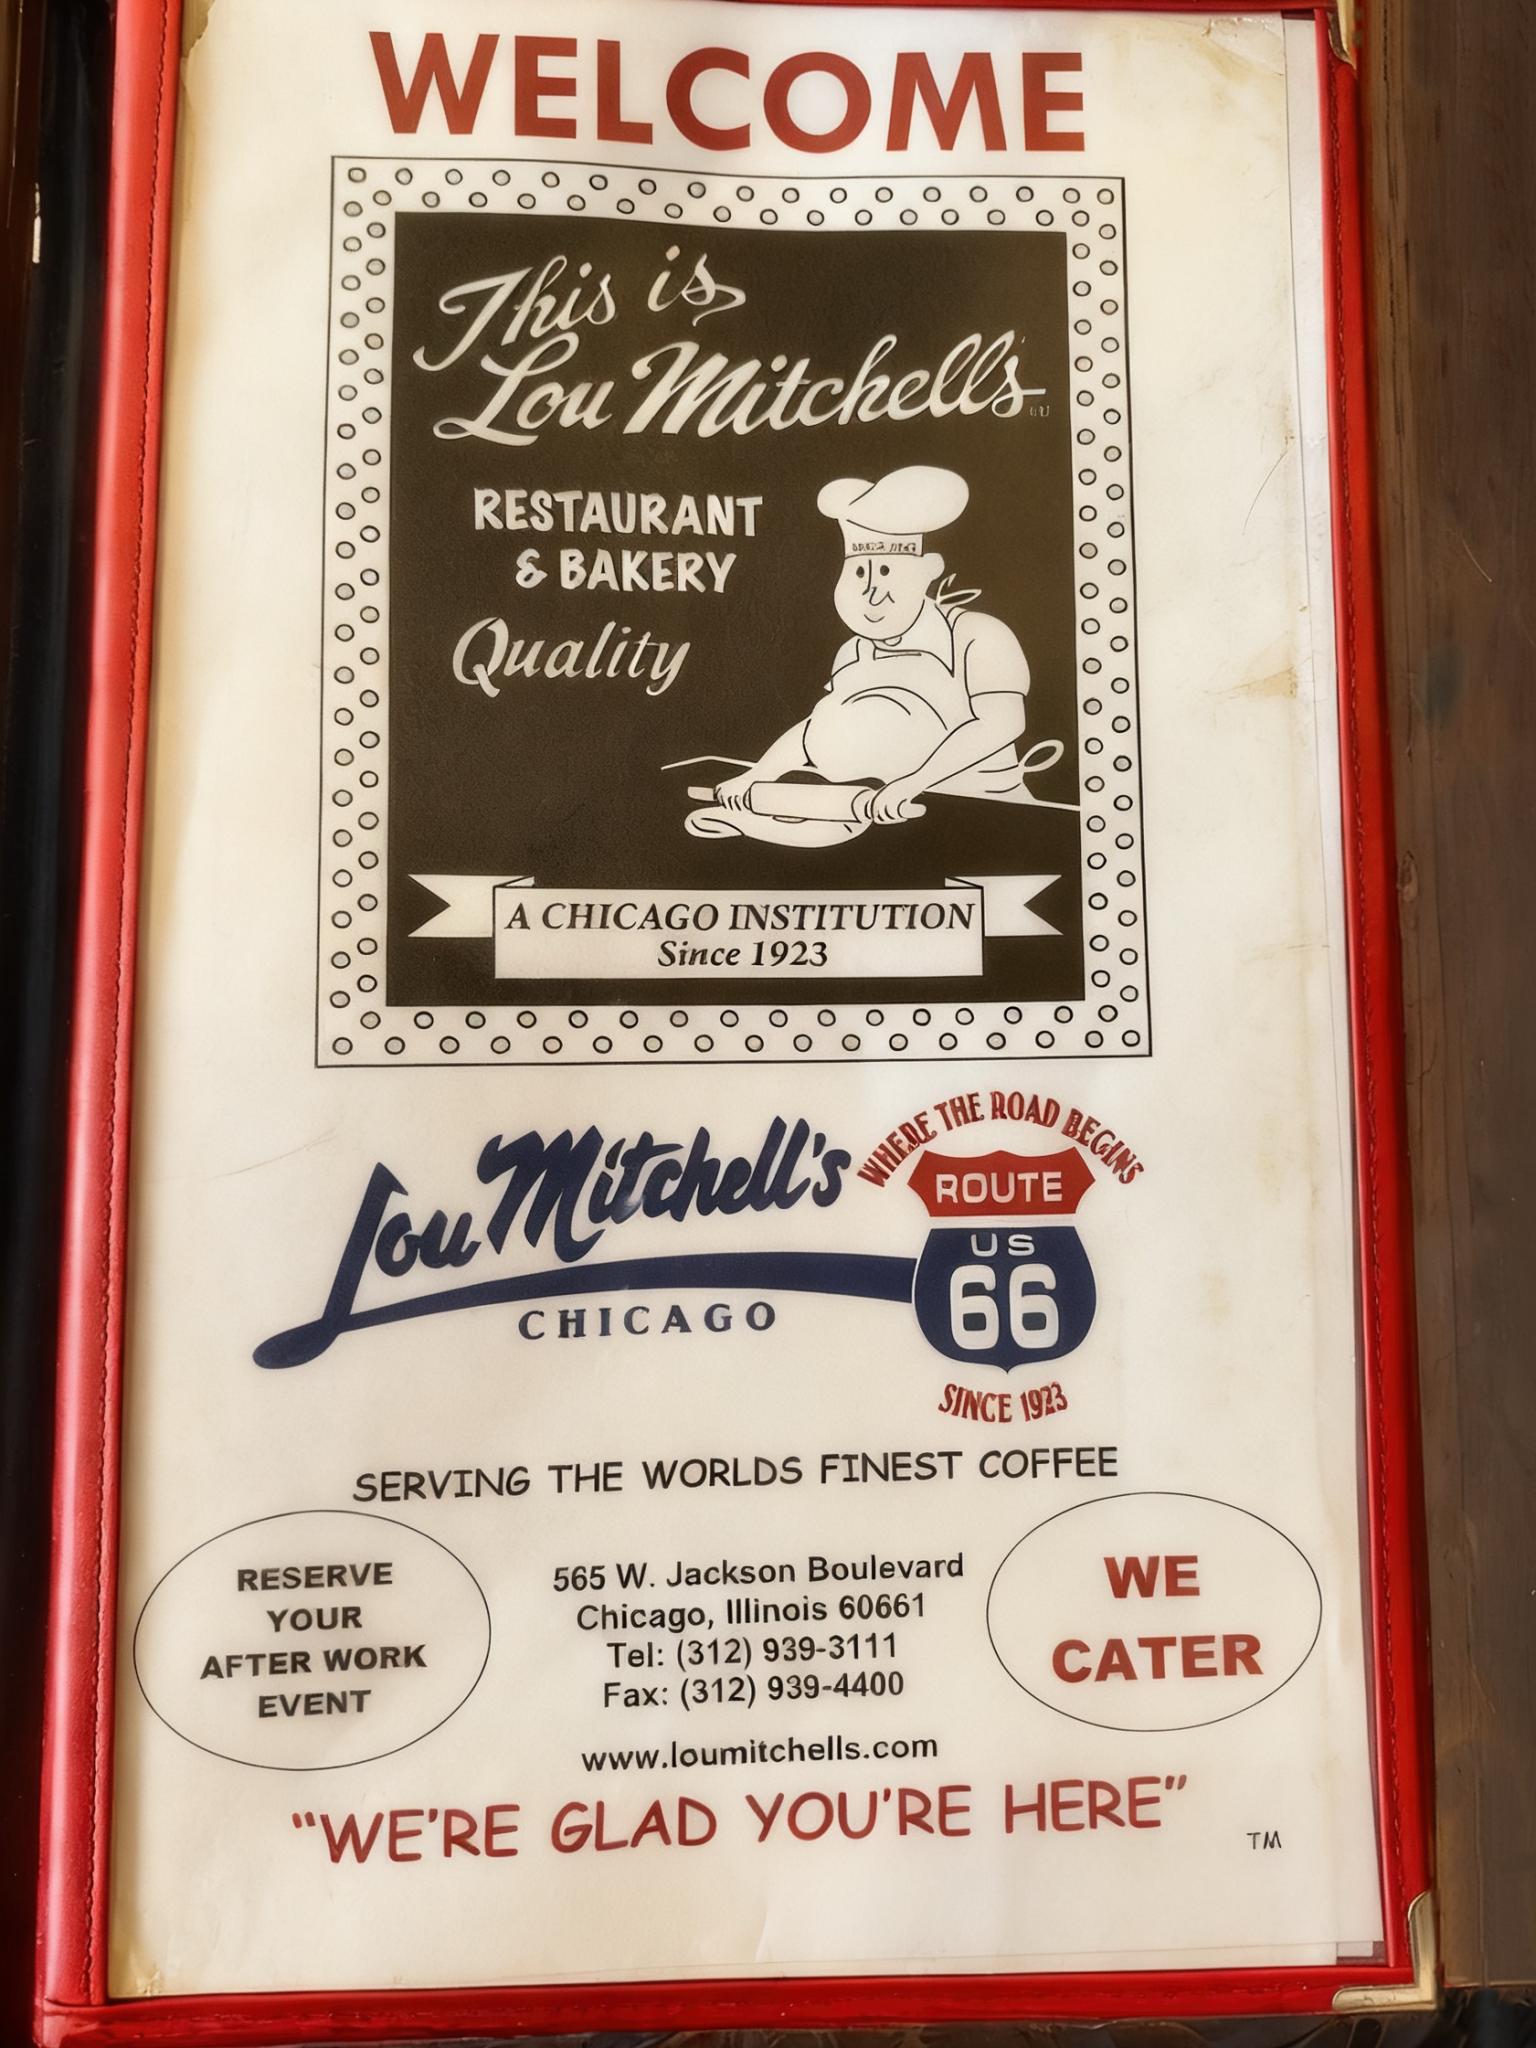 WELCOME
This is
Lou Mitchell's
RESTAURANT
& BAKERY
Quality
A CHICAGO INSTITUTION
Since 1923
WHERE THE ROAD BEGINS
Lou Mitchell's
CHICAGO
ROUTE
US
66
SINCE 1923
SERVING THE WORLDS FINEST COFFEE
RESERVE
YOUR
AFTER WORK
EVENT
565 W. Jackson Boulevard
Chicago, Illinois 60661
Tel: (312) 939-3111
Fax: (312) 939-4400
www.loumitchells.com
WE
CATER
"WE'RE GLAD YOU'RE HERE"
TM